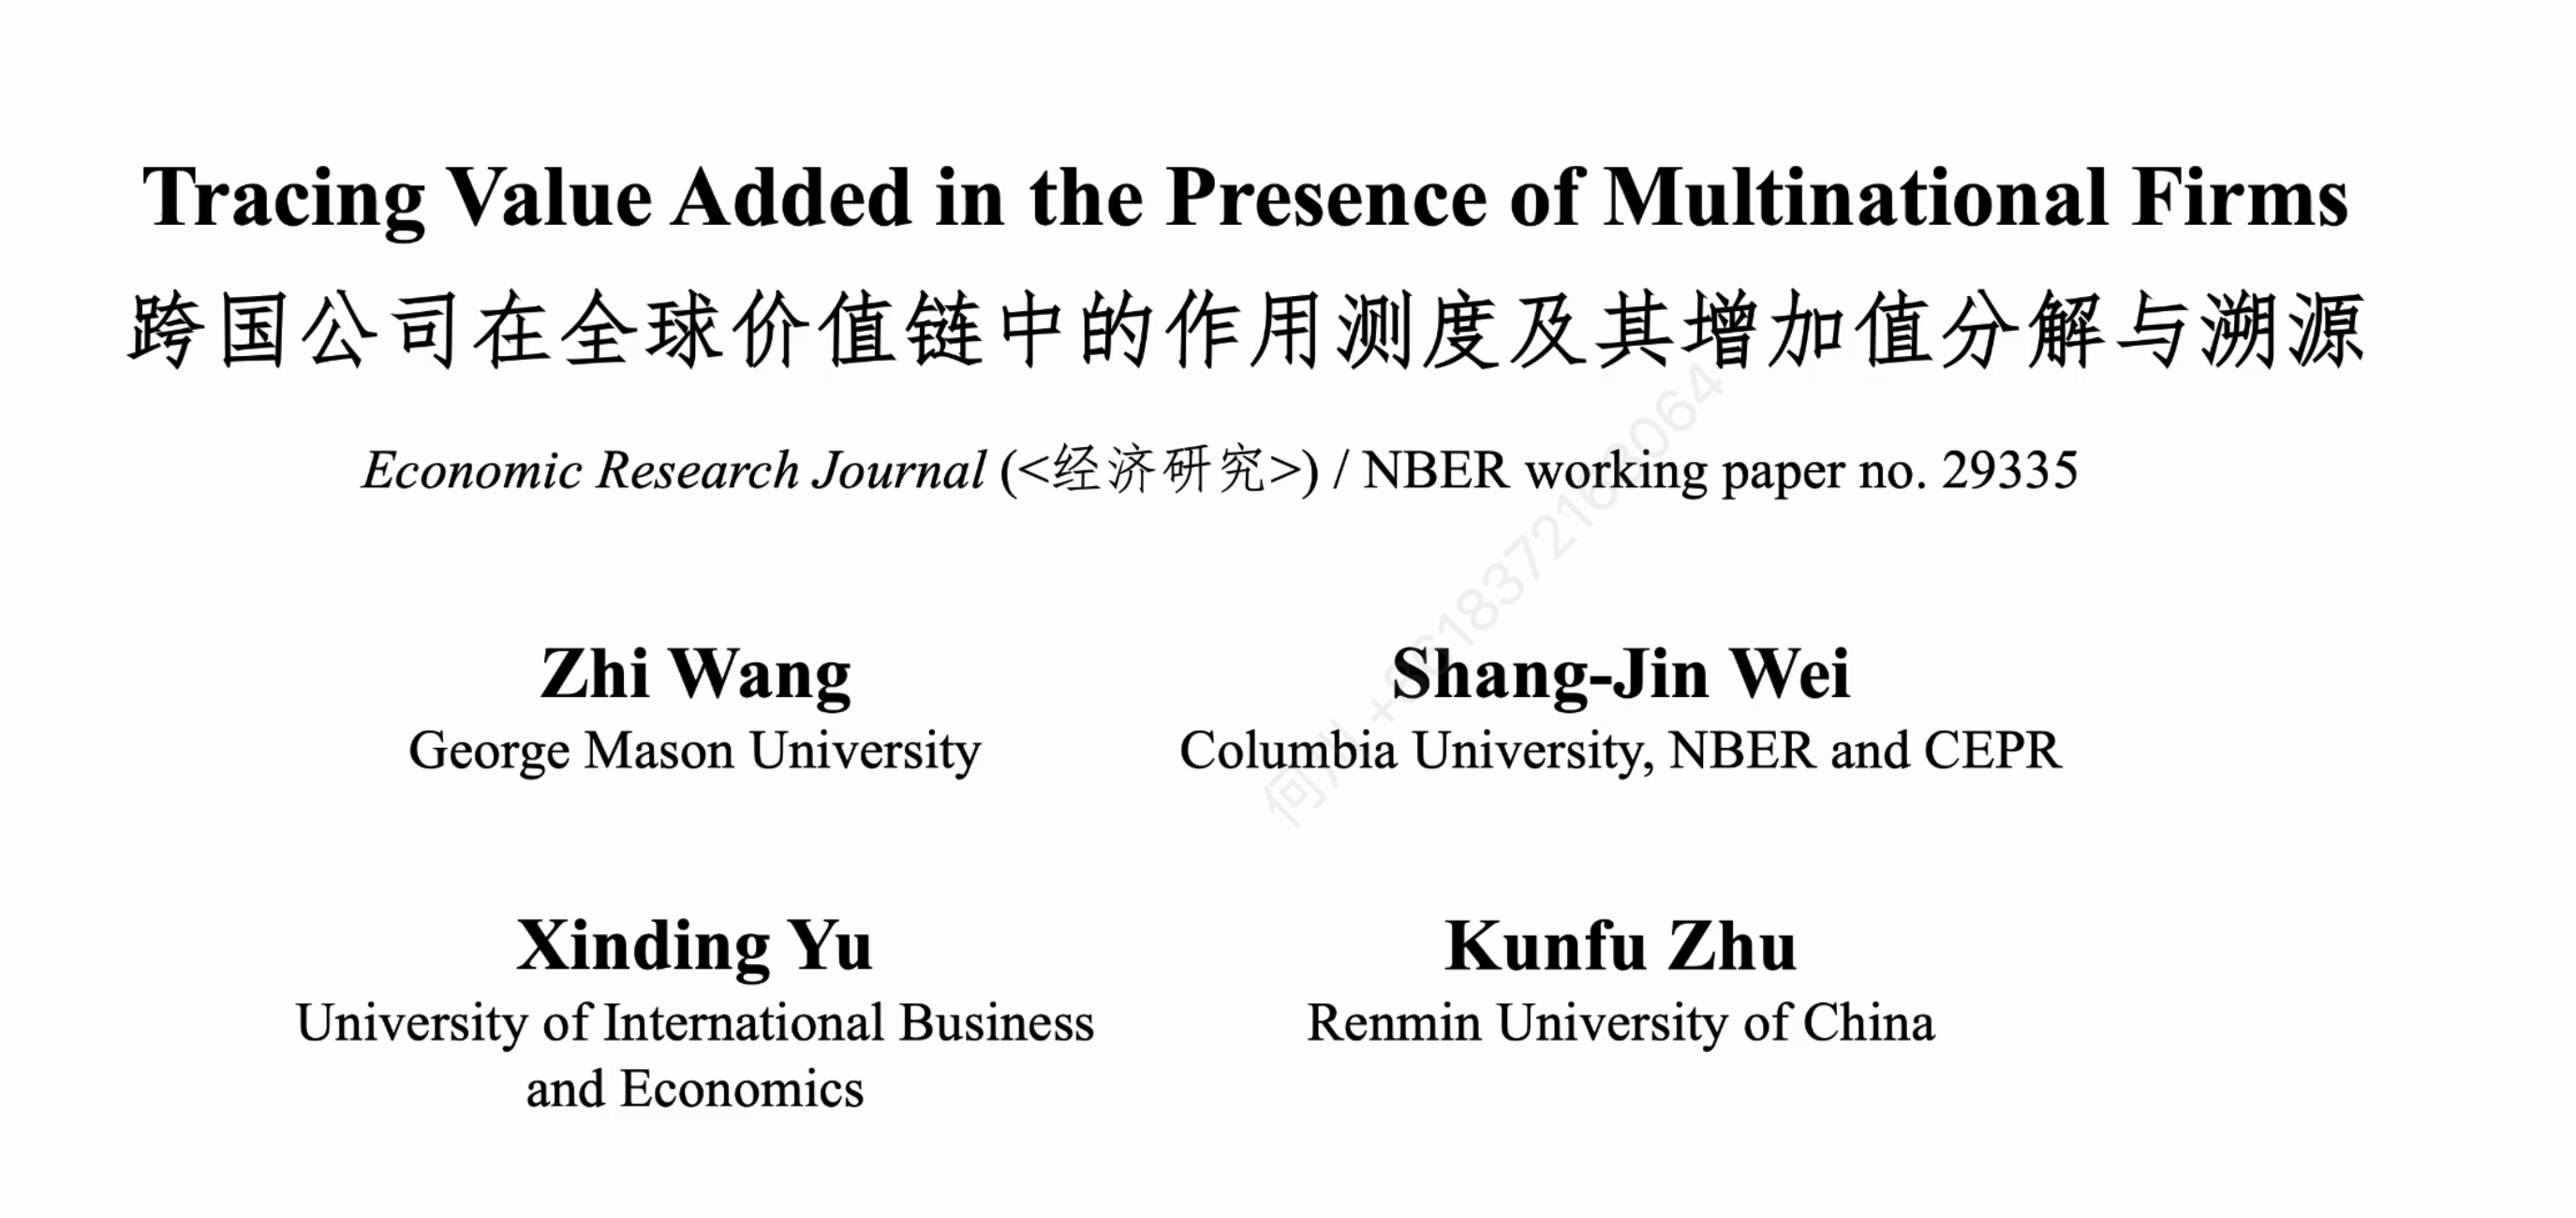 Tracing Value Added in the Presence of Multinational Firms
跨国公司在全球价值链中的作用测度及其增加值分解与溯源
Economic Research Journal (<经济研究>) / NBER working paper no. 29335
Zhi Wang
George Mason University
Shang-Jin Wei
Columbia University, NBER and CEPR
Xinding Yu
University of International Business
and Economics
Kunfu Zhu
Renmin University of China